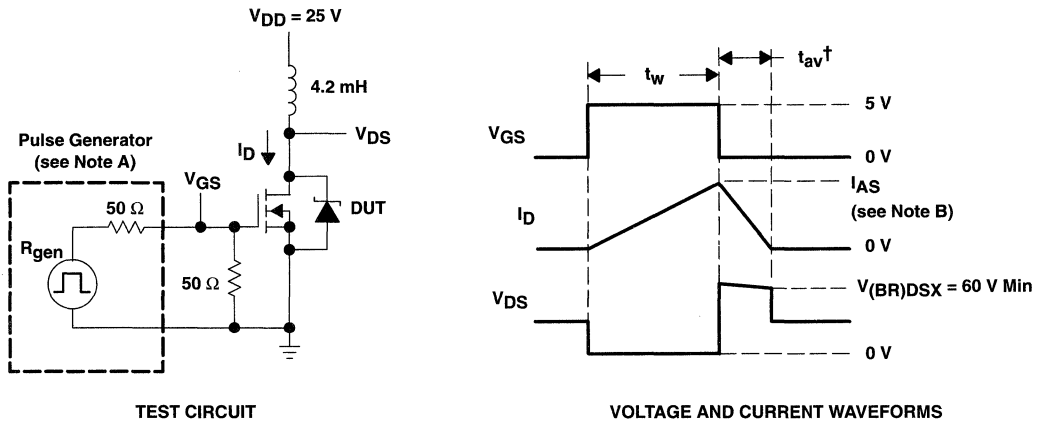 VDD = 25 V
4.2 mH
VDS
Pulse Generator
(see Note A)
ID
VGS
50 Ω
DUT
Rgen
50 Ω
TEST CIRCUIT
tw
tav†
5 V
VGS
0 V
IAS
(see Note B)
ID
0 V
V(BR)DSX = 60 V Min
VDS
0 V
VOLTAGE AND CURRENT WAVEFORMS